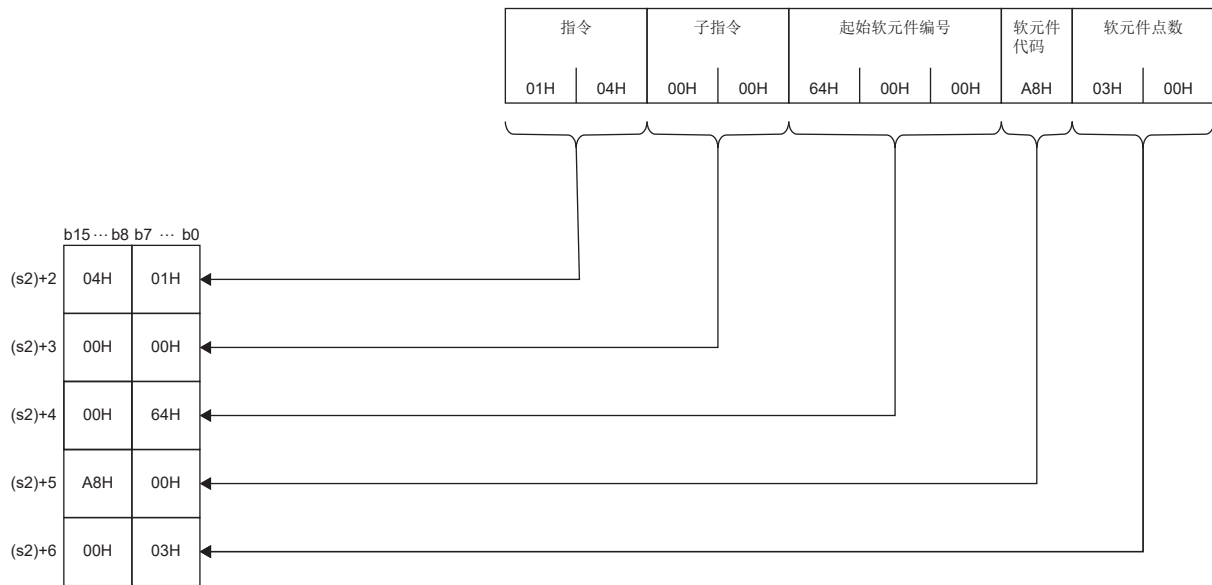 指令 子指令 起始软元件编号 软元件代码 软元件点数
01H 04H 00H 00H 64H 00H 00H A8H 03H 00H
b15 ··· b8 b7 ··· b0
(s2)+2 04H 01H
(s2)+3 00H 00H
(s2)+4 00H 64H
(s2)+5 A8H 00H
(s2)+6 00H 03H